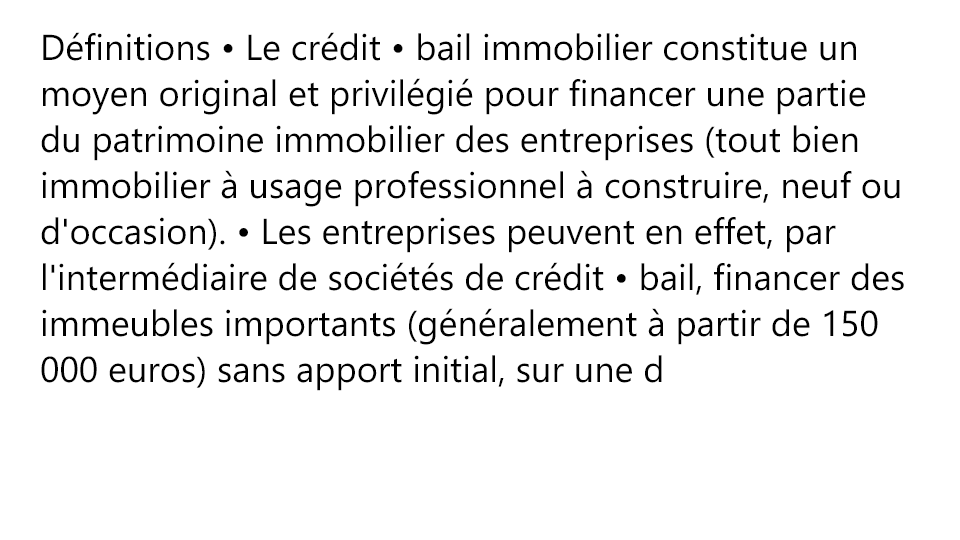 Définitions • Le crédit • bail immobilier constitue un
moyen original et privilégié pour financer une partie
du patrimoine immobilier des entreprises (tout bien
immobilier à usage professionnel à construire, neuf ou
d'occasion). • Les entreprises peuvent en effet, par
l'intermédiaire de sociétés de crédit • bail, financer des
immeubles importants (généralement à partir de 150
000 euros) sans apport initial, sur une d